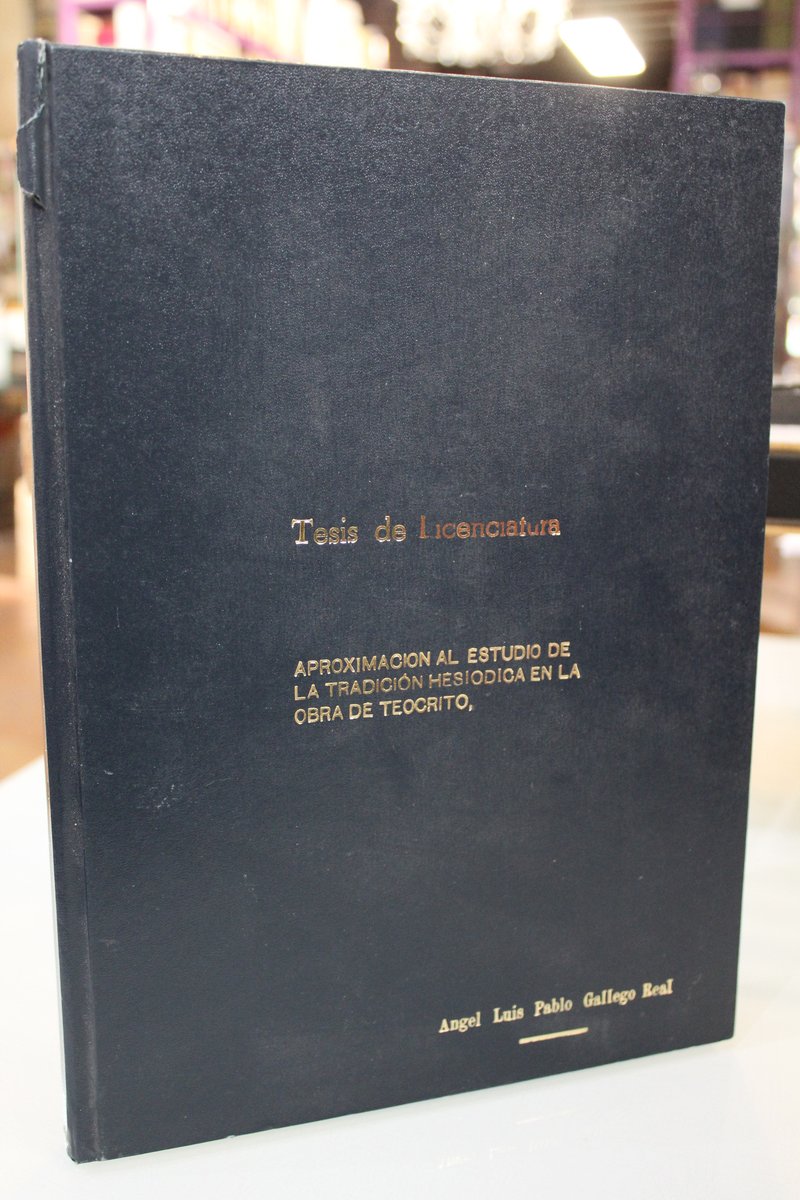 Tesis de Licenciatura
APROXIMACION AL ESTUDIO DE
LA TRADICIÓN HESIODICA EN LA
OBRA DE TEOCRITO,
Angel Luis Pablo Gallego Real